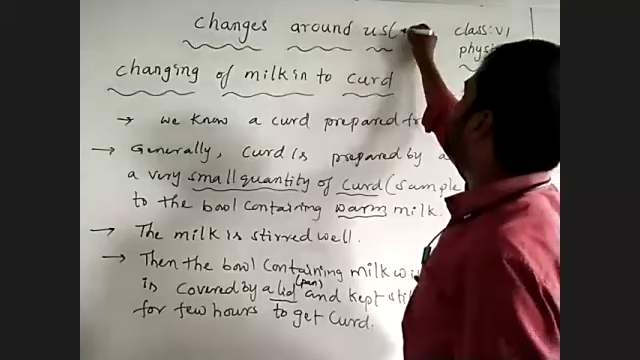 changes around us(
class: VI
changing of milk in to curd
→ we know a curd prepared
→ Generally, curd is prepared by
a very small quantity of curd (sample
to the bowl containing warm milk.
→ The milk is stirred well.
→ Then the bowl containing milk
is covered by a lid (pan) and kept
for few hours to get curd.